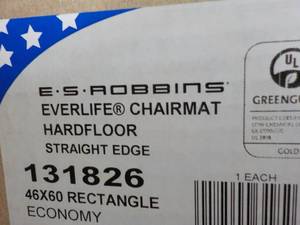 E·S·ROBBINS
EVERLIFE® CHAIRMAT
HARDFLOOR
STRAIGHT EDGE
131826
46X60 RECTANGLE
ECONOMY
1 EACH
UL
GREENGU
GOLD